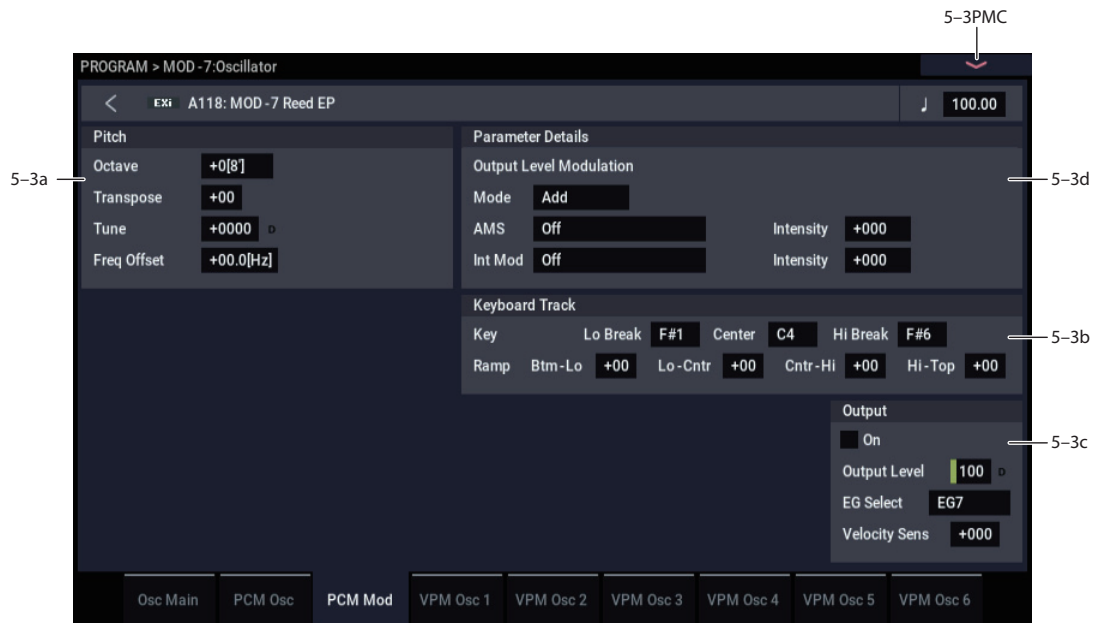 5–3PMC
PROGRAM > MOD-7:Oscillator
EXi A118: MOD-7 Reed EP
♩ 100.00
Pitch
Octave +0[8']
Transpose +00
Tune +0000 D
Freq Offset +00.0[Hz]
5–3a
Parameter Details
Output Level Modulation
Mode Add
AMS Off Intensity +000
Int Mod Off Intensity +000
5–3d
Keyboard Track
Key Lo Break F#1 Center C4 Hi Break F#6
Ramp Btm-Lo +00 Lo-Cntr +00 Cntr-Hi +00 Hi-Top +00
5–3b
Output
On
Output Level 100 D
EG Select EG7
Velocity Sens +000
5–3c
Osc Main PCM Osc PCM Mod VPM Osc 1 VPM Osc 2 VPM Osc 3 VPM Osc 4 VPM Osc 5 VPM Osc 6